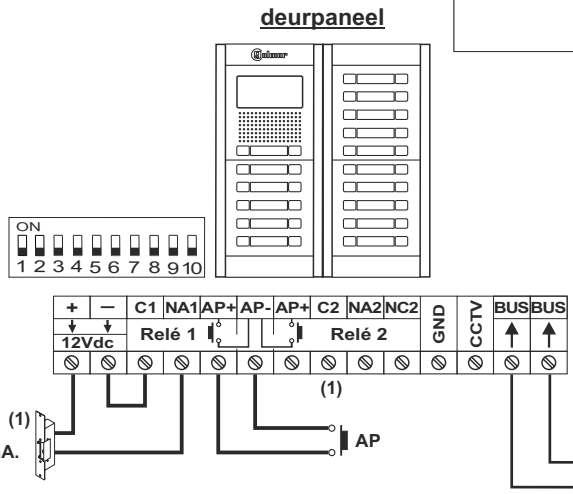 deurpaneel
Golmar
ON
1 2 3 4 5 6 7 8 9 10
+ — C1 NA1 AP+ AP- AP+ C2 NA2 NC2 GND CCTV BUS BUS
12Vdc Relé 1 Relé 2
(1)
(1)
A.
AP